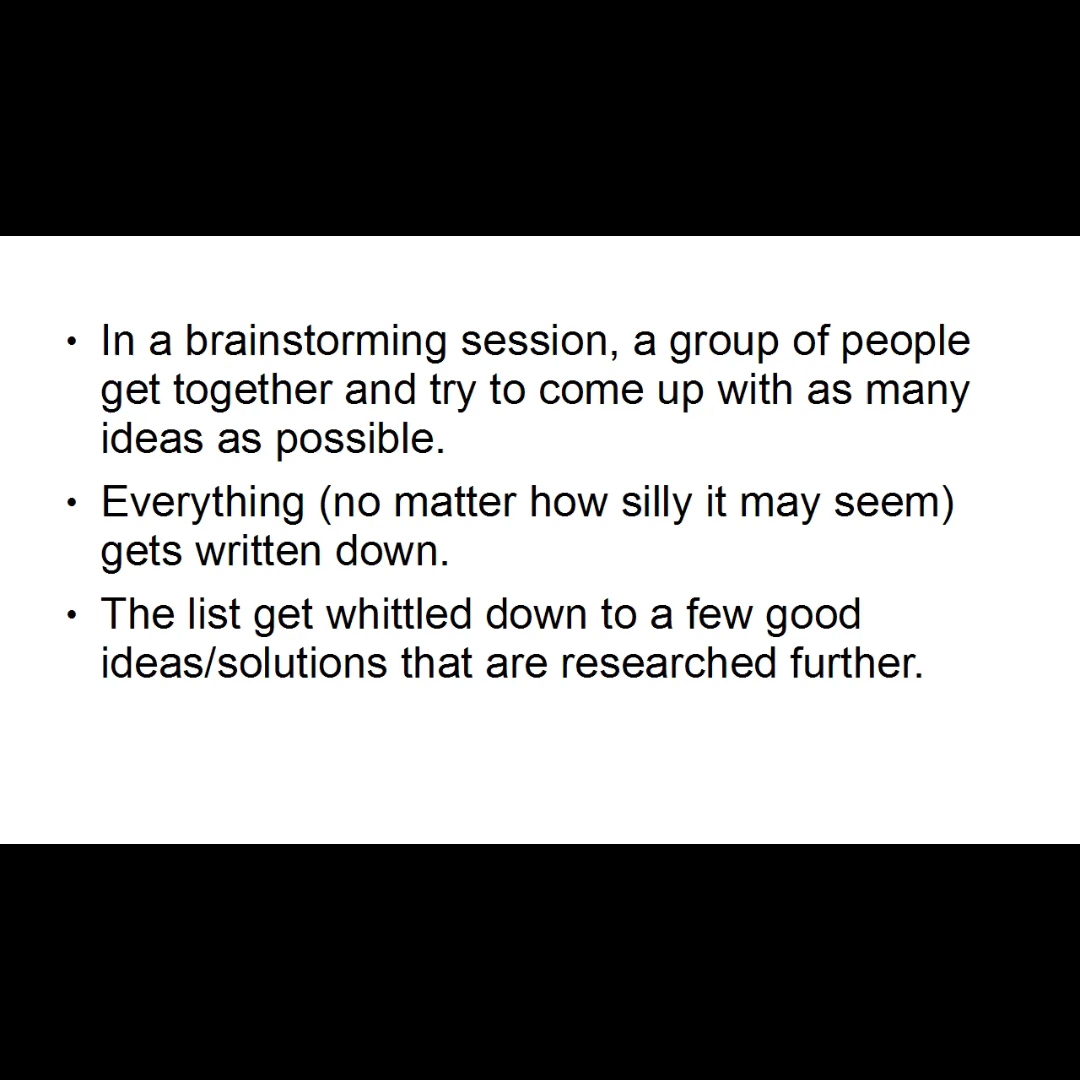 • In a brainstorming session, a group of people
get together and try to come up with as many
ideas as possible.
• Everything (no matter how silly it may seem)
gets written down.
• The list get whittled down to a few good
ideas/solutions that are researched further.